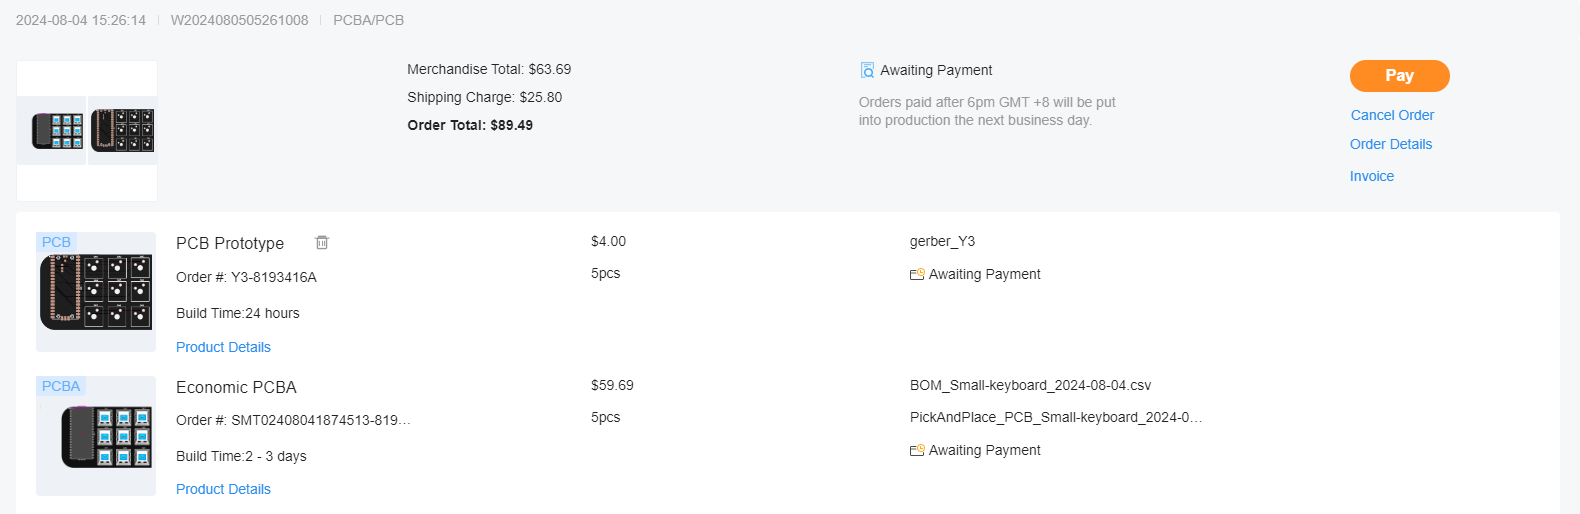 2024-08-04 15:26:14 W2024080505261008 PCBA/PCB
Merchandise Total: $63.69
Shipping Charge: $25.80
Order Total: $89.49
Awaiting Payment
Orders paid after 6pm GMT +8 will be put
into production the next business day.
Pay
Cancel Order
Order Details
Invoice
PCB
PCB Prototype
Order #: Y3-8193416A
Build Time:24 hours
Product Details
$4.00
5pcs
gerber_Y3
Awaiting Payment
PCBA
Economic PCBA
Order #: SMT02408041874513-819...
Build Time:2 - 3 days
Product Details
$59.69
5pcs
BOM_Small-keyboard_2024-08-04.csv
PickAndPlace_PCB_Small-keyboard_2024-0...
Awaiting Payment